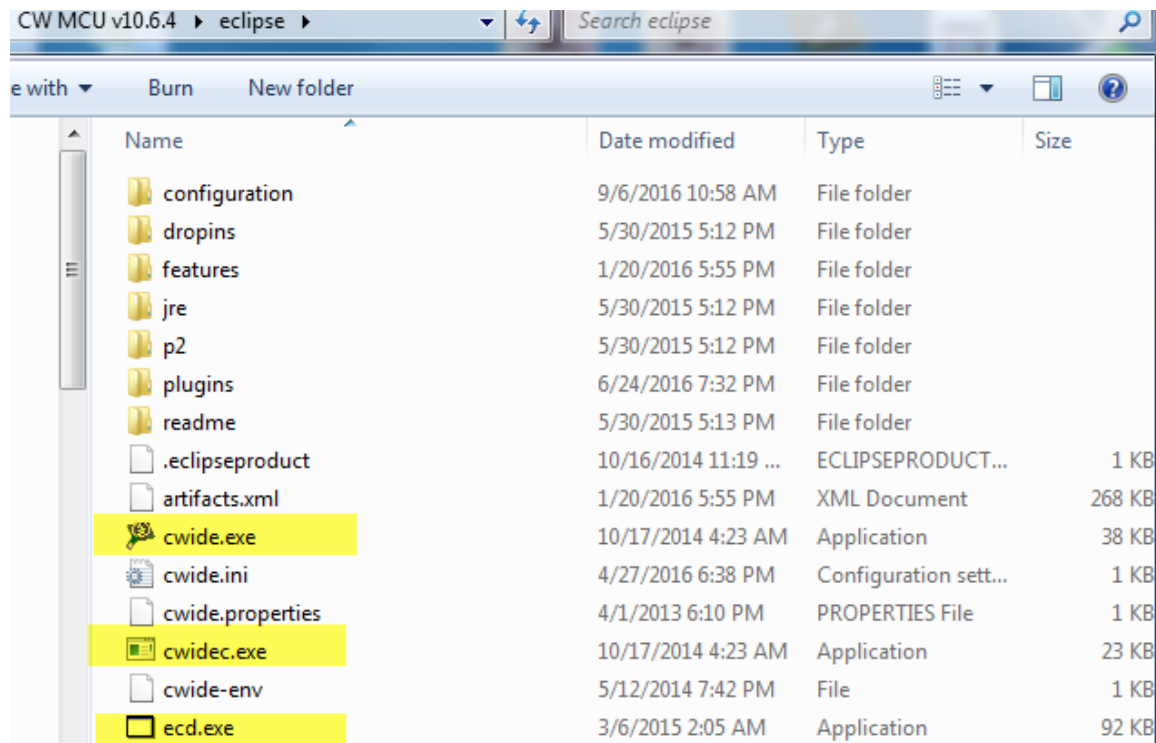 CW MCU v10.6.4 eclipse Search eclipse
e with Burn New folder
Name Date modified Type Size
configuration 9/6/2016 10:58 AM File folder
dropins 5/30/2015 5:12 PM File folder
features 1/20/2016 5:55 PM File folder
jre 5/30/2015 5:12 PM File folder
p2 5/30/2015 5:12 PM File folder
plugins 6/24/2016 7:32 PM File folder
readme 5/30/2015 5:13 PM File folder
.eclipseproduct 10/16/2014 11:19 ... ECLIPSEPRODUCT... 1 KB
artifacts.xml 1/20/2016 5:55 PM XML Document 268 KB
cwide.exe 10/17/2014 4:23 AM Application 38 KB
cwide.ini 4/27/2016 6:38 PM Configuration sett... 1 KB
cwide.properties 4/1/2013 6:10 PM PROPERTIES File 1 KB
cwidec.exe 10/17/2014 4:23 AM Application 23 KB
cwide-env 5/12/2014 7:42 PM File 1 KB
ecd.exe 3/6/2015 2:05 AM Application 92 KB